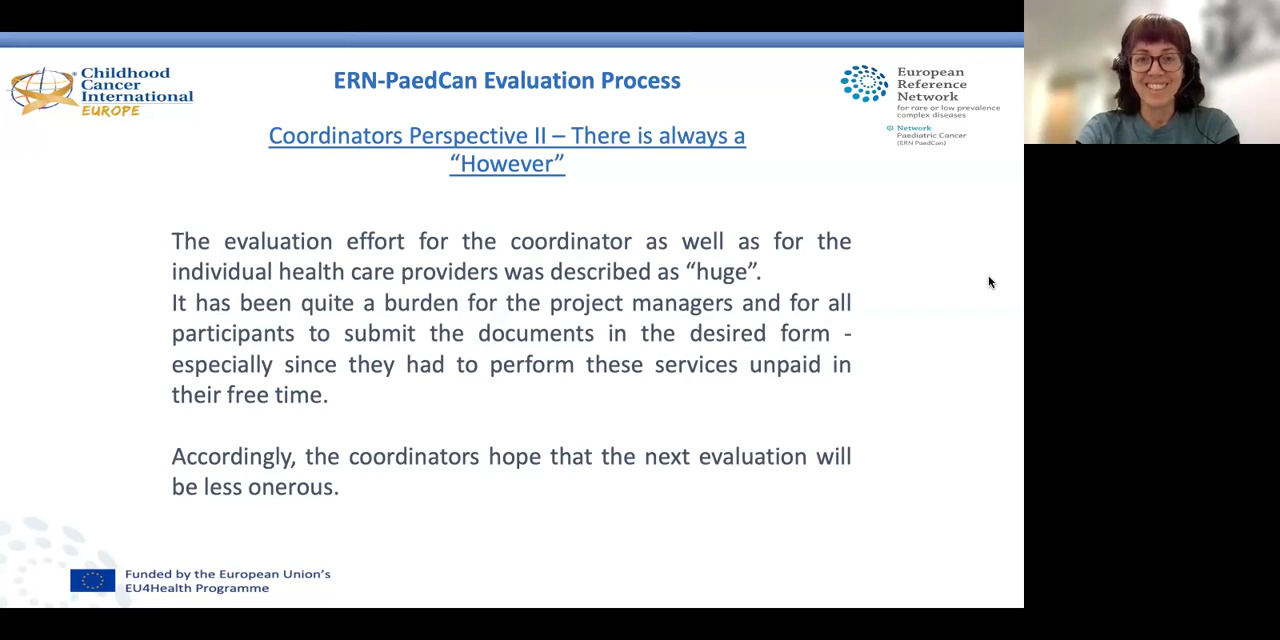 Childhood
Cancer
International
EUROPE
ERN-PaedCan Evaluation Process
European
Reference
Network
for rare or low prevalence
complex diseases
Network
Paediatric Cancer
(ERN PaedCan)
Coordinators Perspective II – There is always a
“However”
The evaluation effort for the coordinator as well as for the
individual health care providers was described as “huge”.
It has been quite a burden for the project managers and for all
participants to submit the documents in the desired form -
especially since they had to perform these services unpaid in
their free time.
Accordingly, the coordinators hope that the next evaluation will
be less onerous.
Funded by the European Union’s
EU4Health Programme